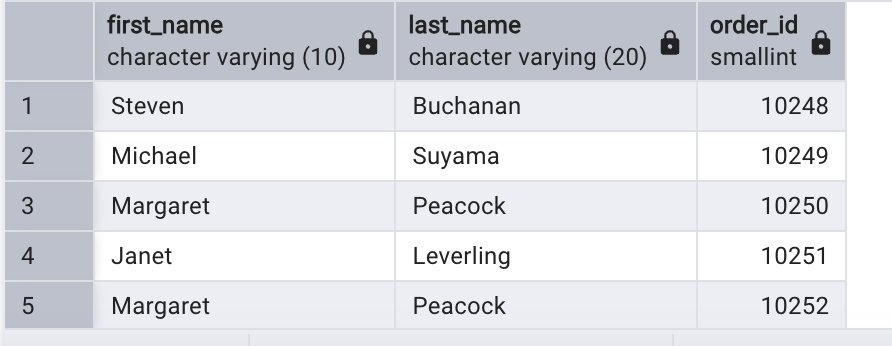 first_name last_name order_id
character varying (10) character varying (20) smallint
1 Steven Buchanan 10248
2 Michael Suyama 10249
3 Margaret Peacock 10250
4 Janet Leverling 10251
5 Margaret Peacock 10252